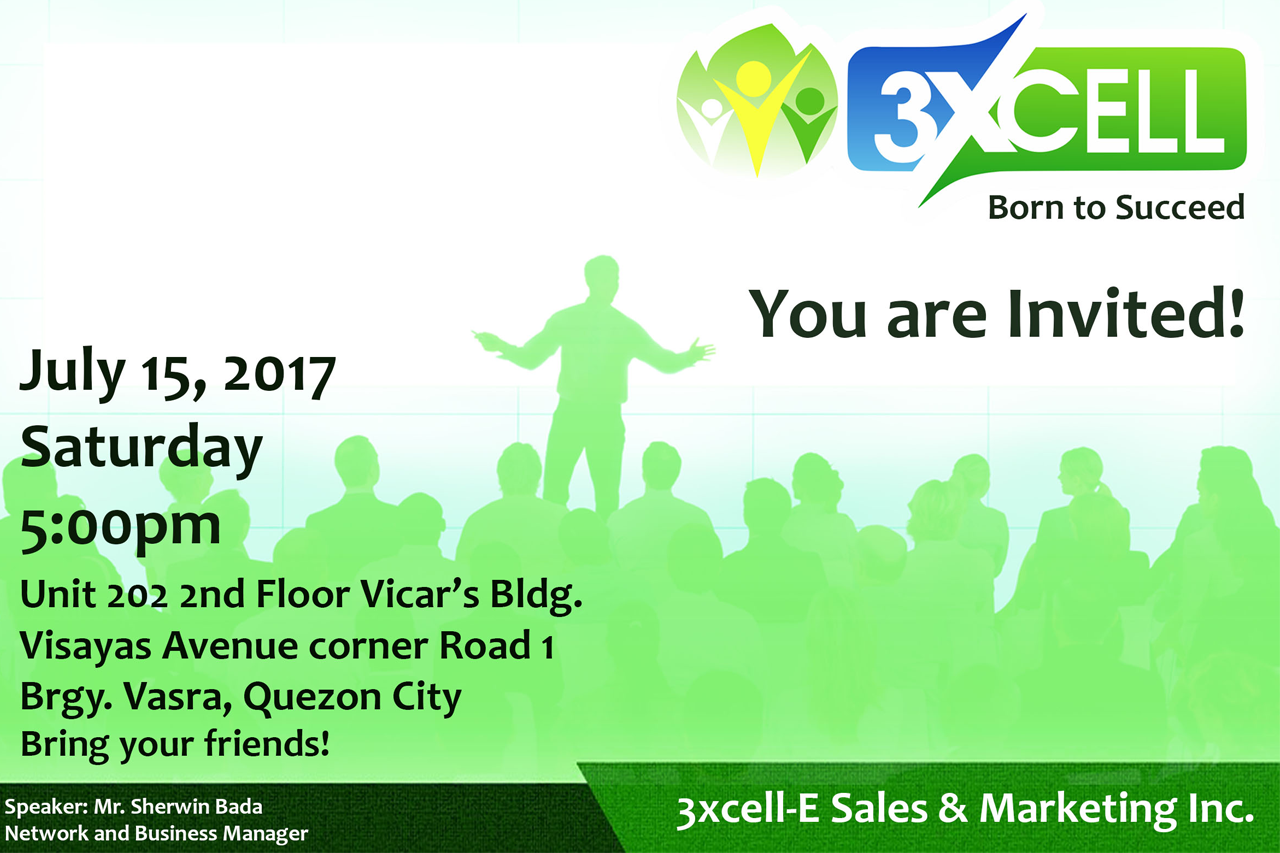 3XCELL
Born to Succeed
You are Invited!
July 15, 2017
Saturday
5:00pm
Unit 202 2nd Floor Vicar’s Bldg.
Visayas Avenue corner Road 1
Brgy. Vasra, Quezon City
Bring your friends!
Speaker: Mr. Sherwin Bada
Network and Business Manager
3xcell-E Sales & Marketing Inc.